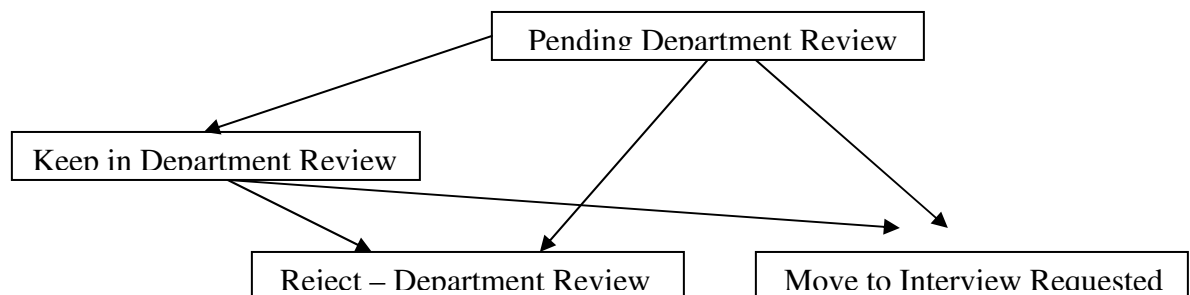 Pending Department Review
Keep in Department Review
Reject – Department Review
Move to Interview Requested